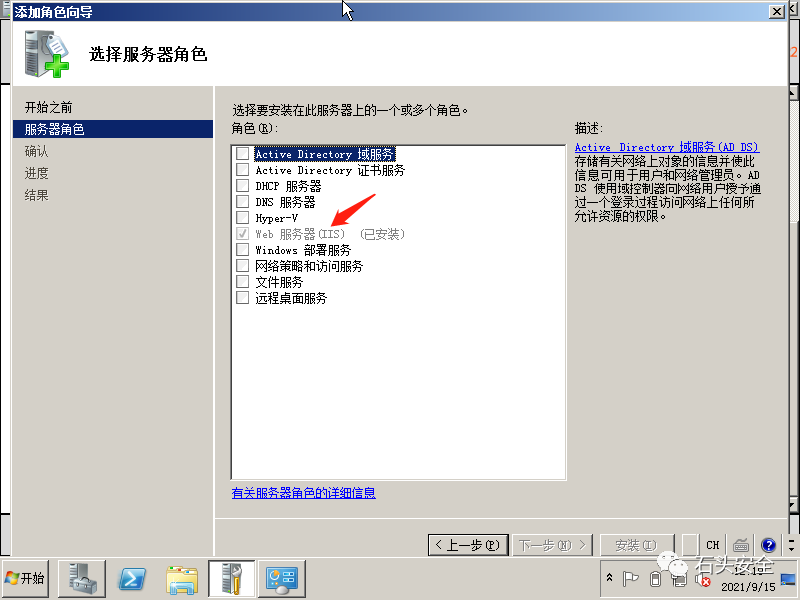 添加角色向导
选择服务器角色
开始之前
服务器角色
确认
进度
结果
选择要安装在此服务器上的一个或多个角色。
角色(R):
Active Directory 域服务
Active Directory 证书服务
DHCP 服务器
DNS 服务器
Hyper-V
Web 服务器(IIS) (已安装)
Windows 部署服务
网络策略和访问服务
文件服务
远程桌面服务
有关服务器角色的详细信息
描述:
Active Directory 域服务(AD DS)
存储有关网络上对象的信息并使此
信息可用于用户和网络管理员。AD
DS 使用域控制器向网络用户授予通
过一个登录过程访问网络上任何所
允许资源的权限。
2
< 上一步(P)
下一步(N) >
安装(I)
CH
开始
石头安全
2021/9/15